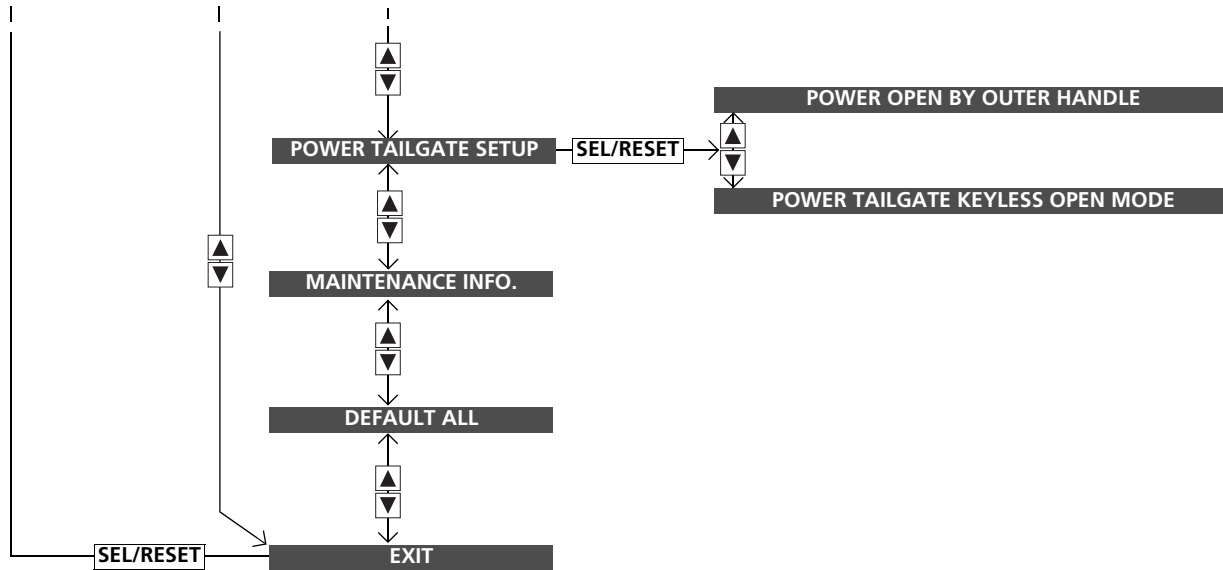 POWER OPEN BY OUTER HANDLE
POWER TAILGATE SETUP
SEL/RESET
POWER TAILGATE KEYLESS OPEN MODE
MAINTENANCE INFO.
DEFAULT ALL
SEL/RESET
EXIT